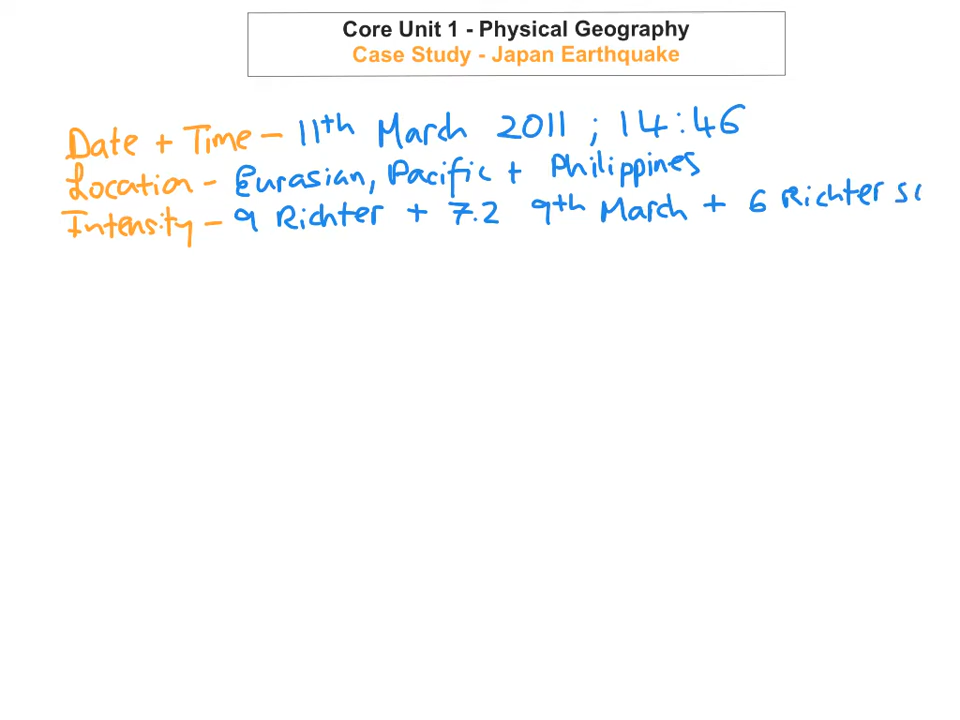 Core Unit 1 - Physical Geography
Case Study - Japan Earthquake
Date + Time - 11th March 2011 ; 14:46
Location - Eurasian, Pacific + Philippines
Intensity - 9 Richter + 7.2 9th March + 6 Richter sc